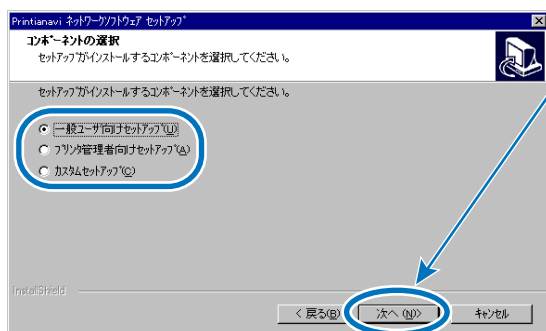 Printianavi ネットワークソフトウェア セットアップ
コンポーネントの選択
セットアップがインストールするコンポーネントを選択してください。
セットアップがインストールするコンポーネントを選択してください。
一般ユーザ向けセットアップ(U)
プリンタ管理者向けセットアップ(A)
カスタムセットアップ(C)
InstallShield
< 戻る(B) 次へ (N)> キャンセル